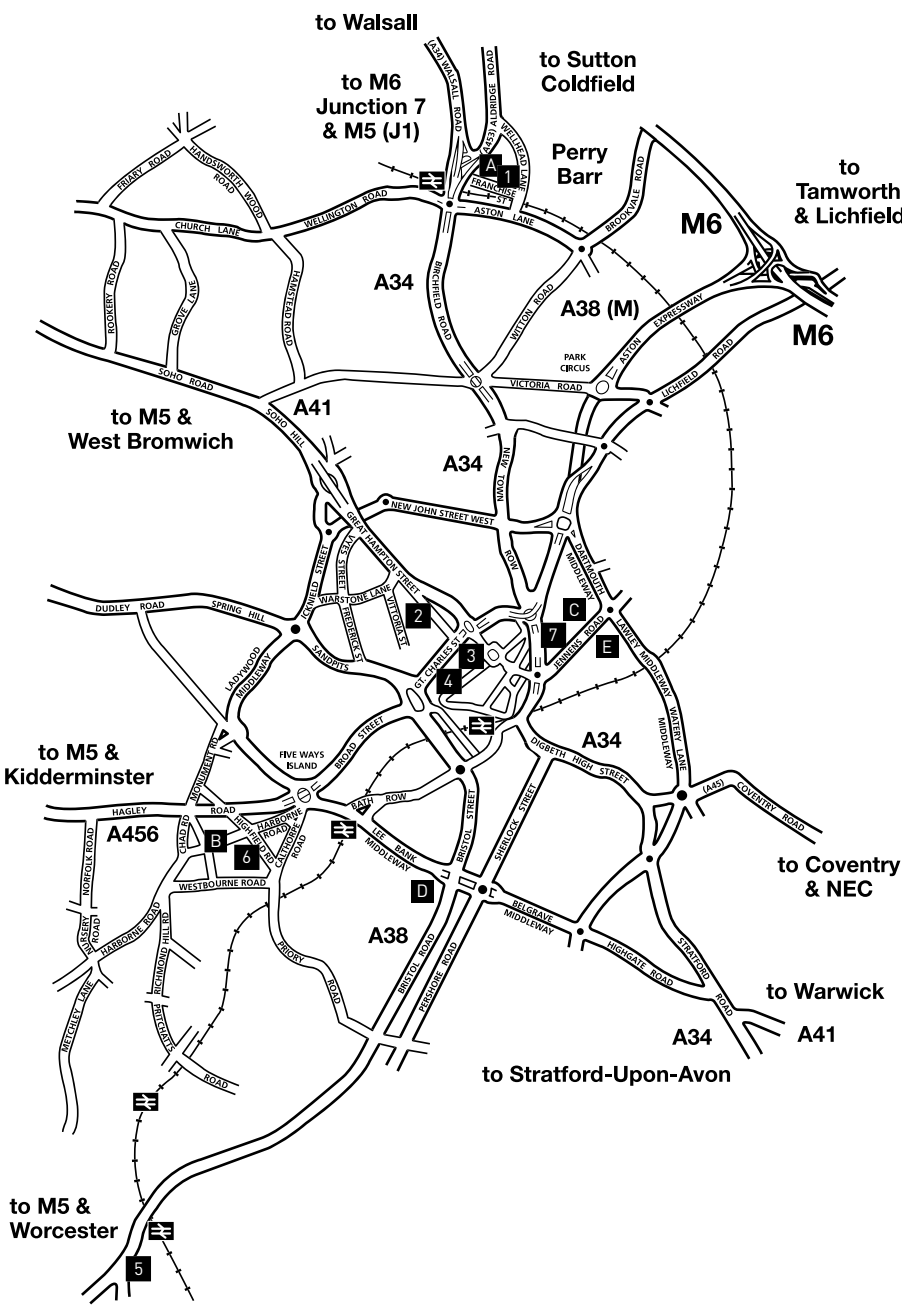 to Walsall
(A34) WALSALL ROAD
(A453) ALDRIDGE ROAD
to Sutton
Coldfield
to M6
Junction 7
& M5 (J1)
WELLHEAD LANE
Perry
Barr
to
Tamworth
& Lichfield
A
1
FRANCHISE
ST
FRIARY ROAD
HANDSWORTH WOOD
ROAD
WELLINGTON ROAD
ASTON LANE
BROOKVALE ROAD
M6
CHURCH LANE
ROOKERY ROAD
GROVE LANE
HAMSTEAD ROAD
A34
BIRCHFIELD ROAD
WITTON ROAD
A38 (M)
ASTON EXPRESSWAY
M6
PARK
CIRCUS
VICTORIA ROAD
LICHFIELD ROAD
SOHO ROAD
SOHO HILL
A41
to M5 &
West Bromwich
A34
NEW TOWN
ROW
NEW JOHN STREET WEST
GREAT HAMPTON STREET
ICKNIELD STREET
VYES STREET
WARSTONE LANE
VITTORIA ST
FREDERICK ST
DARTMOUTH
MIDDLEWAY
DUDLEY ROAD
SPRING HILL
SANDPITS
LADYWOOD
MIDDLEWAY
2
C
7
E
JENNENS ROAD
LAWLEY MIDDLEWAY
GT. CHARLES ST
3
4
WATERY LANE
MIDDLEWAY
to M5 &
Kidderminster
MONUMENT RD
FIVE WAYS
ISLAND
BROAD STREET
DIGBETH HIGH STREET
A34
(A45) COVENTRY
ROAD
HAGLEY ROAD
A456
BATH ROW
BRISTOL STREET
SHERLOCK STREET
to Coventry
& NEC
NORFOLK ROAD
CHAD RD
HARBORNE
ROAD
HIGHFIELD RD
CALTHORPE
ROAD
B
6
LEE BANK
MIDDLEWAY
WESTBOURNE ROAD
D
BELGRAVE
MIDDLEWAY
NURSERY
ROAD
HARBORNE ROAD
RICHMOND HILL RD
PRIORY
ROAD
A38
BRISTOL ROAD
PERSHORE ROAD
HIGHGATE ROAD
STRATFORD
ROAD
METCHLEY LANE
PRITCHATTS
ROAD
to Warwick
A34
A41
to Stratford-Upon-Avon
to M5 &
Worcester
5